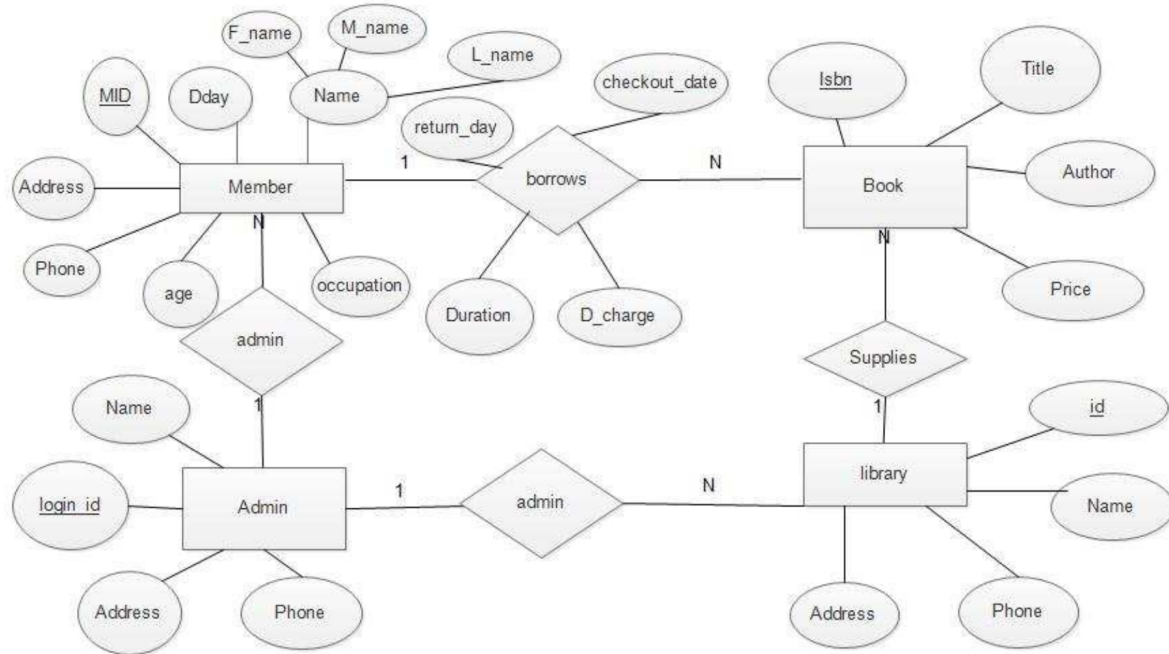 F_name
M_name
L_name
MID
Dday
Name
return_day
checkout_date
Isbn
Title
Address
Member
1
borrows
N
Book
Author
Phone
age
N
occupation
Duration
D_charge
N
Price
admin
Supplies
Name
1
1
id
login_id
Admin
1
admin
N
library
Name
Address
Phone
Address
Phone